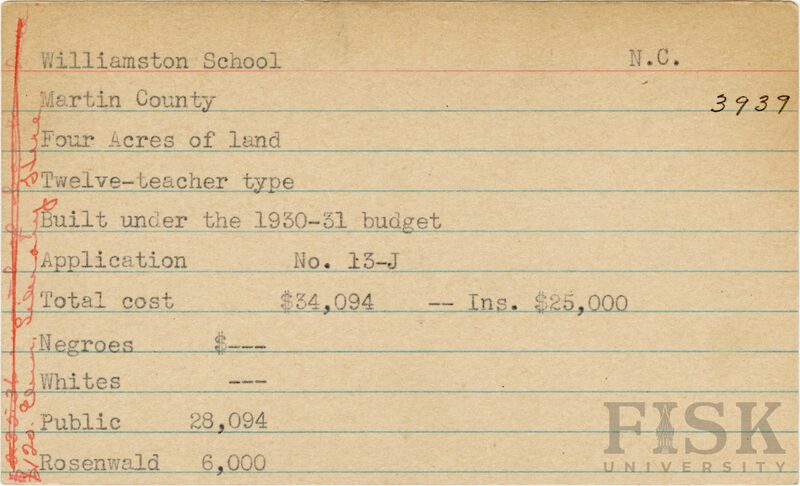 Williamston School N.C.
Martin County 3939
Four Acres of land
Twelve-teacher type
Built under the 1930-31 budget
Application No. 13-J
Total cost $34,094 -- Ins. $25,000
Negroes $---
Whites ---
Public 28,094
Rosenwald 6,000
$120. Elem.
FISK
UNIVERSITY